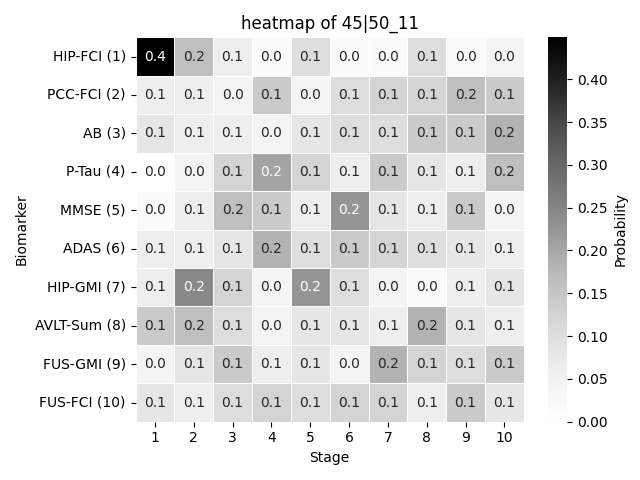 heatmap of 45|50_11
HIP-FCI (1) 0.4 0.2 0.1 0.0 0.1 0.0 0.0 0.1 0.0 0.0
PCC-FCI (2) 0.1 0.1 0.0 0.1 0.0 0.1 0.1 0.1 0.2 0.1
AB (3) 0.1 0.1 0.1 0.0 0.1 0.1 0.1 0.1 0.1 0.2
P-Tau (4) 0.0 0.0 0.1 0.2 0.1 0.1 0.1 0.1 0.1 0.2
MMSE (5) 0.0 0.1 0.2 0.1 0.1 0.2 0.1 0.1 0.1 0.0
ADAS (6) 0.1 0.1 0.1 0.2 0.1 0.1 0.1 0.1 0.1 0.1
HIP-GMI (7) 0.1 0.2 0.1 0.0 0.2 0.1 0.0 0.0 0.1 0.1
AVLT-Sum (8) 0.1 0.2 0.1 0.0 0.1 0.1 0.1 0.2 0.1 0.1
FUS-GMI (9) 0.0 0.1 0.1 0.1 0.1 0.0 0.2 0.1 0.1 0.1
FUS-FCI (10) 0.1 0.1 0.1 0.1 0.1 0.1 0.1 0.1 0.1 0.1
1 2 3 4 5 6 7 8 9 10
Stage
Biomarker
0.40
0.35
0.30
0.25
0.20
0.15
0.10
0.05
0.00
Probability